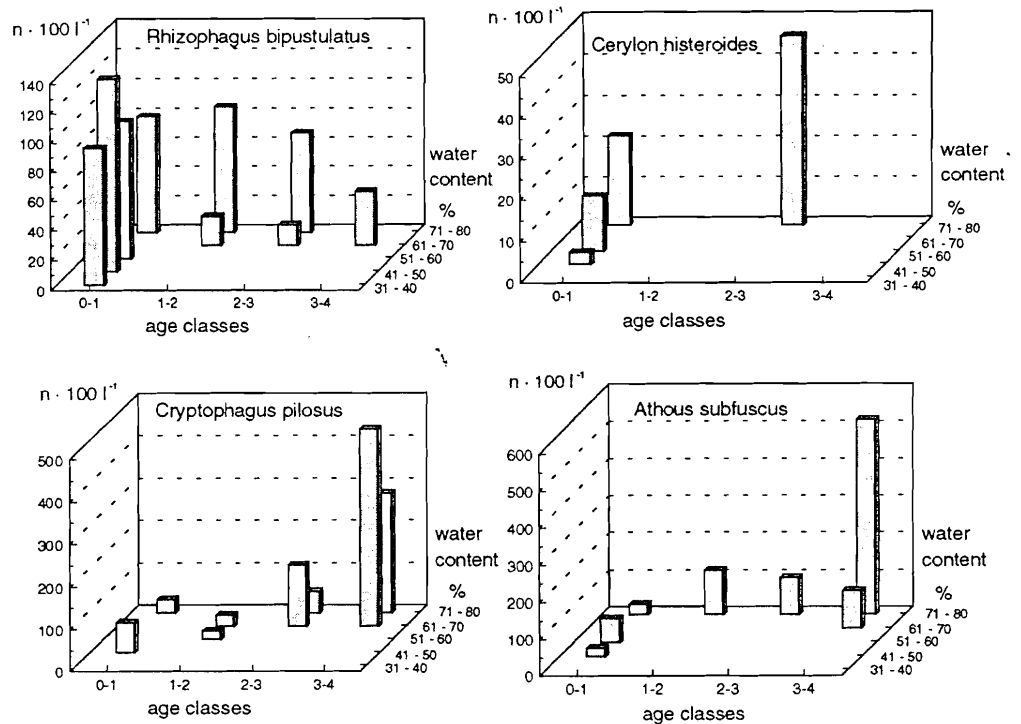 n · 100 l⁻¹
Rhizophagus bipustulatus
140
120
100
80
60
40
20
0
0-1
1-2
2-3
3-4
age classes
water
content
%
71 - 80
61 - 70
51 - 60
41 - 50
31 - 40
n · 100 l⁻¹
Cerylon histeroides
50
40
30
20
10
0
0-1
1-2
2-3
3-4
age classes
water
content
%
71 - 80
61 - 70
51 - 60
41 - 50
31 - 40
n · 100 l⁻¹
Cryptophagus pilosus
500
400
300
200
100
0
0-1
1-2
2-3
3-4
age classes
water
content
%
71 - 80
61 - 70
51 - 60
41 - 50
31 - 40
n · 100 l⁻¹
Athous subfuscus
600
500
400
300
200
100
0
0-1
1-2
2-3
3-4
age classes
water
content
%
71 - 80
61 - 70
51 - 60
41 - 50
31 - 40